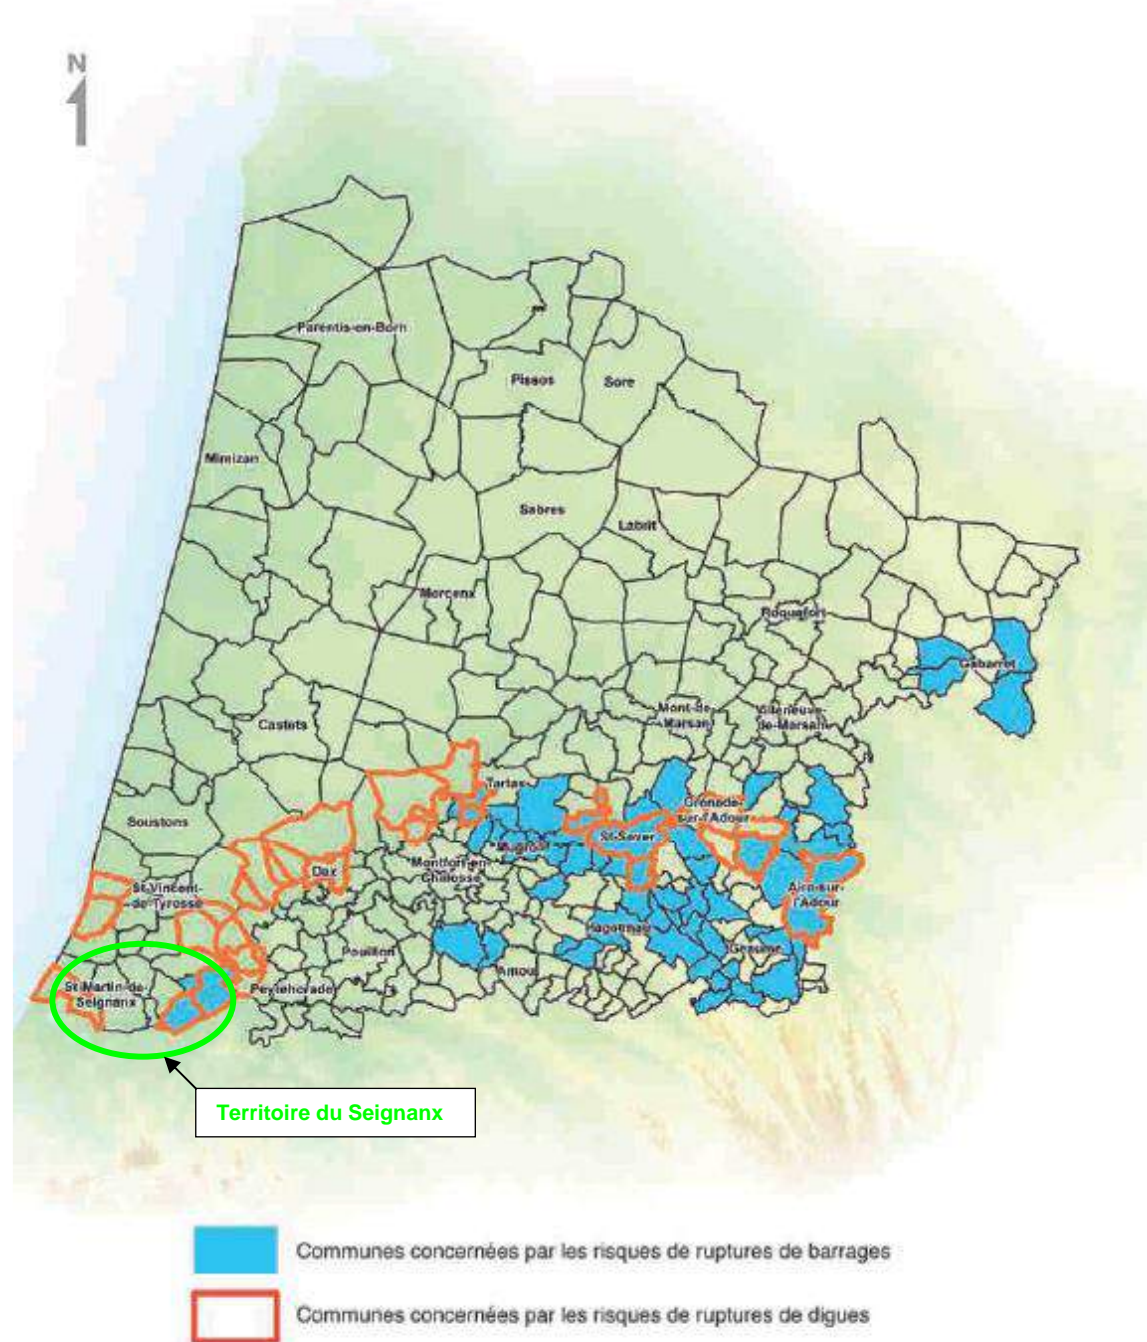 N
Parentis-en-Born
Pissos
Sore
Mimizan
Sabres
Labrit
Morcenx
Roquefort
Gabarret
Mont-de-
Marsan
Villeneuve-
de-Marsan
Castets
Tartas
Soustons
Grenade-
sur-l'Adour
St-Sever
Mugron
Montfort-en-
Chalosse
Dax
St-Vincent-
de-Tyrosse
Aire-sur-
l'Adour
Hagetmau
Geaune
Pouillon
Amou
St-Martin-de-
Seignanx
Peyrehorade
Territoire du Seignanx
Communes concernées par les risques de ruptures de barrages
Communes concernées par les risques de ruptures de digues